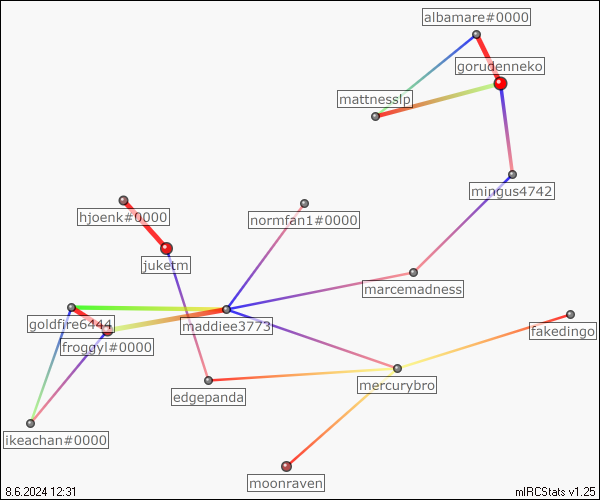 albamare#0000
gorudenneko
mattnesslp
mingus4742
hjoenk#0000
normfan1#0000
juketm
marcemadness
goldfire6444
maddiee3773
fakedingo
froggyl#0000
mercurybro
edgepanda
ikeachan#0000
moonraven
8.6.2024 12:31
mIRCStats v1.25